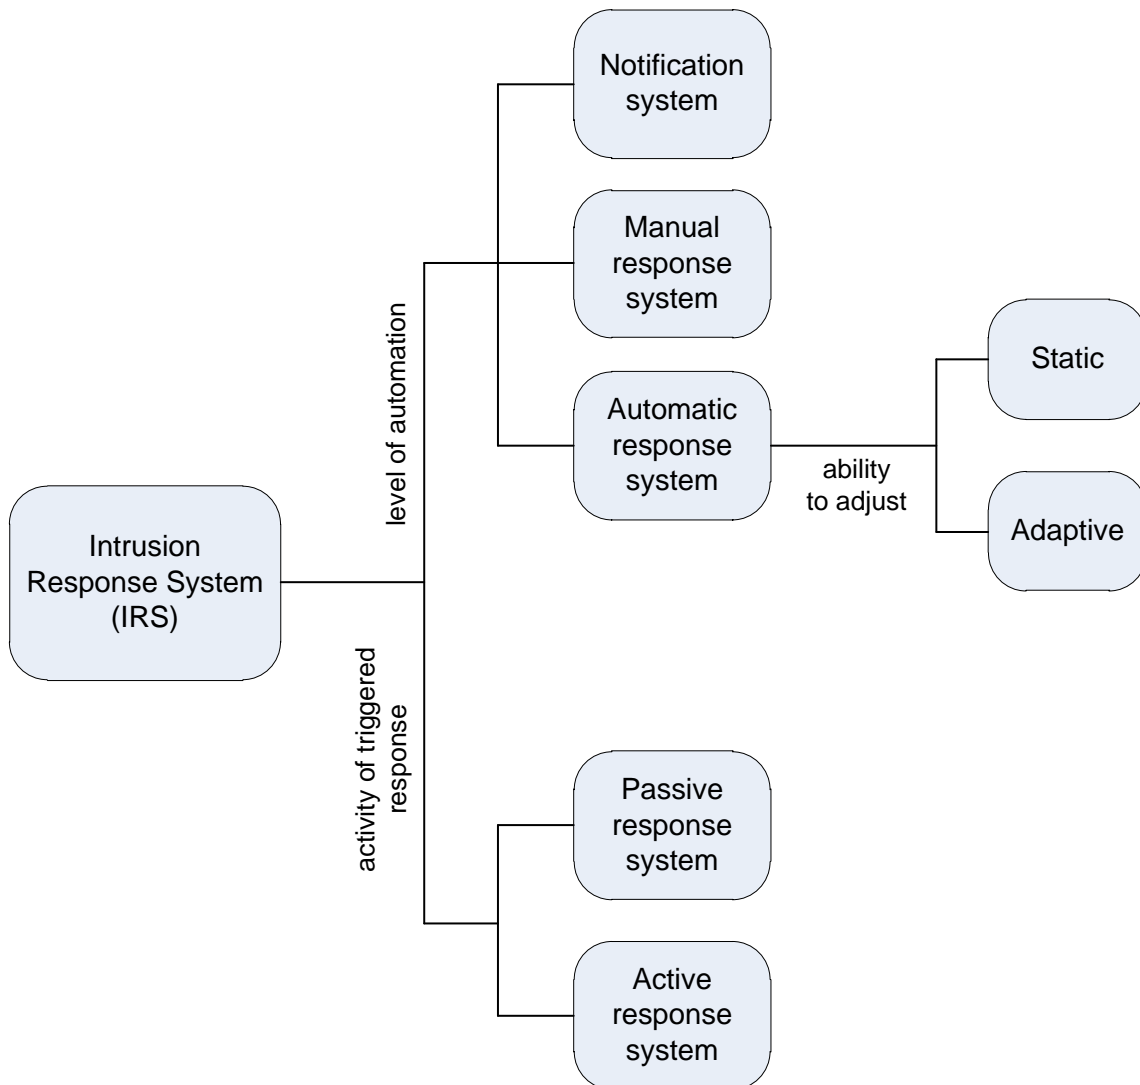 Notification
system
Manual
response
system
Automatic
response
system
Static
Adaptive
ability
to adjust
level of automation
Intrusion
Response System
(IRS)
activity of triggered
response
Passive
response
system
Active
response
system